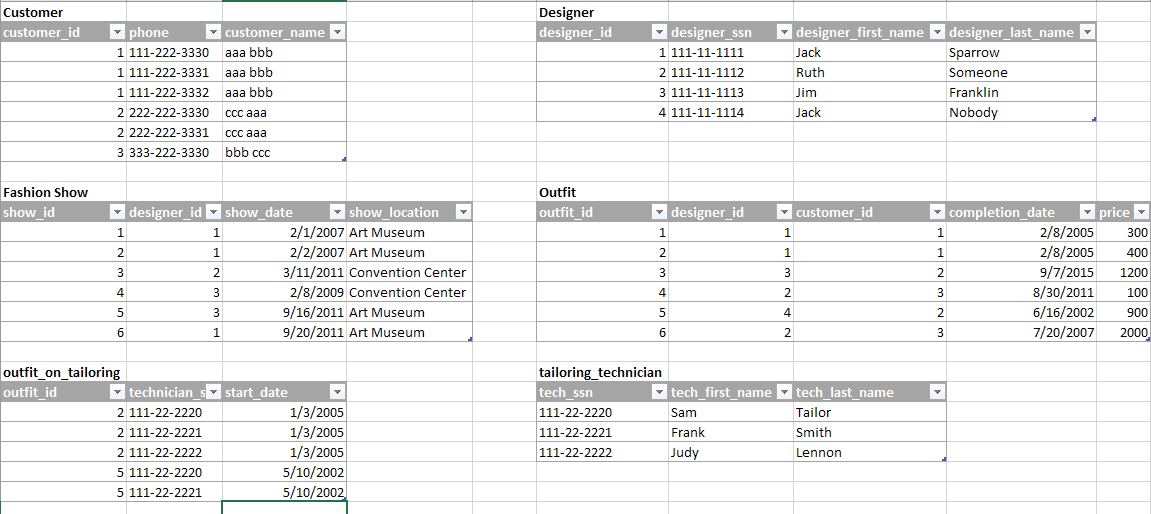 Customer Designer
customer_id phone customer_name designer_id designer_ssn designer_first_name designer_last_name
1 111-222-3330 aaa bbb 1 111-11-1111 Jack Sparrow
1 111-222-3331 aaa bbb 2 111-11-1112 Ruth Someone
1 111-222-3332 aaa bbb 3 111-11-1113 Jim Franklin
2 222-222-3330 ccc aaa 4 111-11-1114 Jack Nobody
2 222-222-3331 ccc aaa
3 333-222-3330 bbb ccc
Fashion Show Outfit
show_id designer_id show_date show_location outfit_id designer_id customer_id completion_date price
1 1 2/1/2007 Art Museum 1 1 1 2/8/2005 300
2 1 2/2/2007 Art Museum 2 1 1 2/8/2005 400
3 2 3/11/2011 Convention Center 3 3 2 9/7/2015 1200
4 3 2/8/2009 Convention Center 4 2 3 8/30/2011 100
5 3 9/16/2011 Art Museum 5 4 2 6/16/2002 900
6 1 9/20/2011 Art Museum 6 2 3 7/20/2007 2000
outfit_on_tailoring tailoring_technician
outfit_id technician_s start_date tech_ssn tech_first_name tech_last_name
2 111-22-2220 1/3/2005 111-22-2220 Sam Tailor
2 111-22-2221 1/3/2005 111-22-2221 Frank Smith
2 111-22-2222 1/3/2005 111-22-2222 Judy Lennon
5 111-22-2220 5/10/2002
5 111-22-2221 5/10/2002